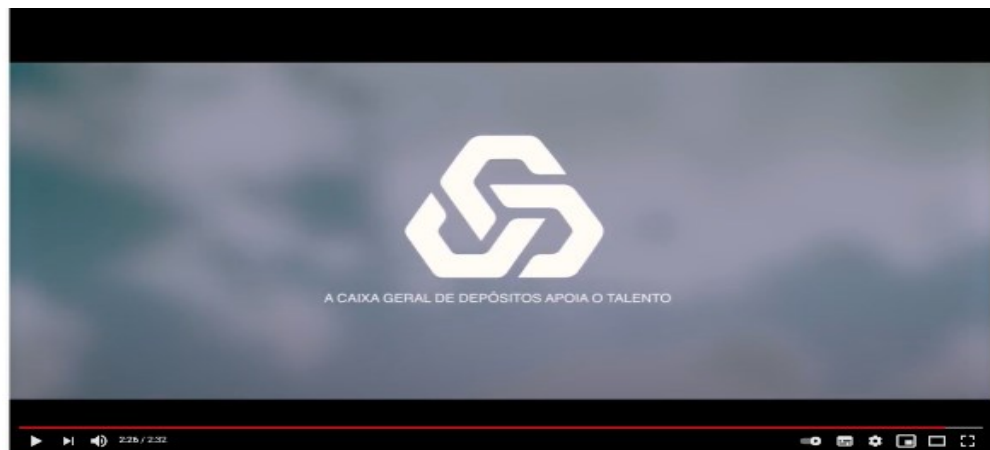 A CAIXA GERAL DE DEPÓSITOS APOIA O TALENTO
2:26 / 2:32